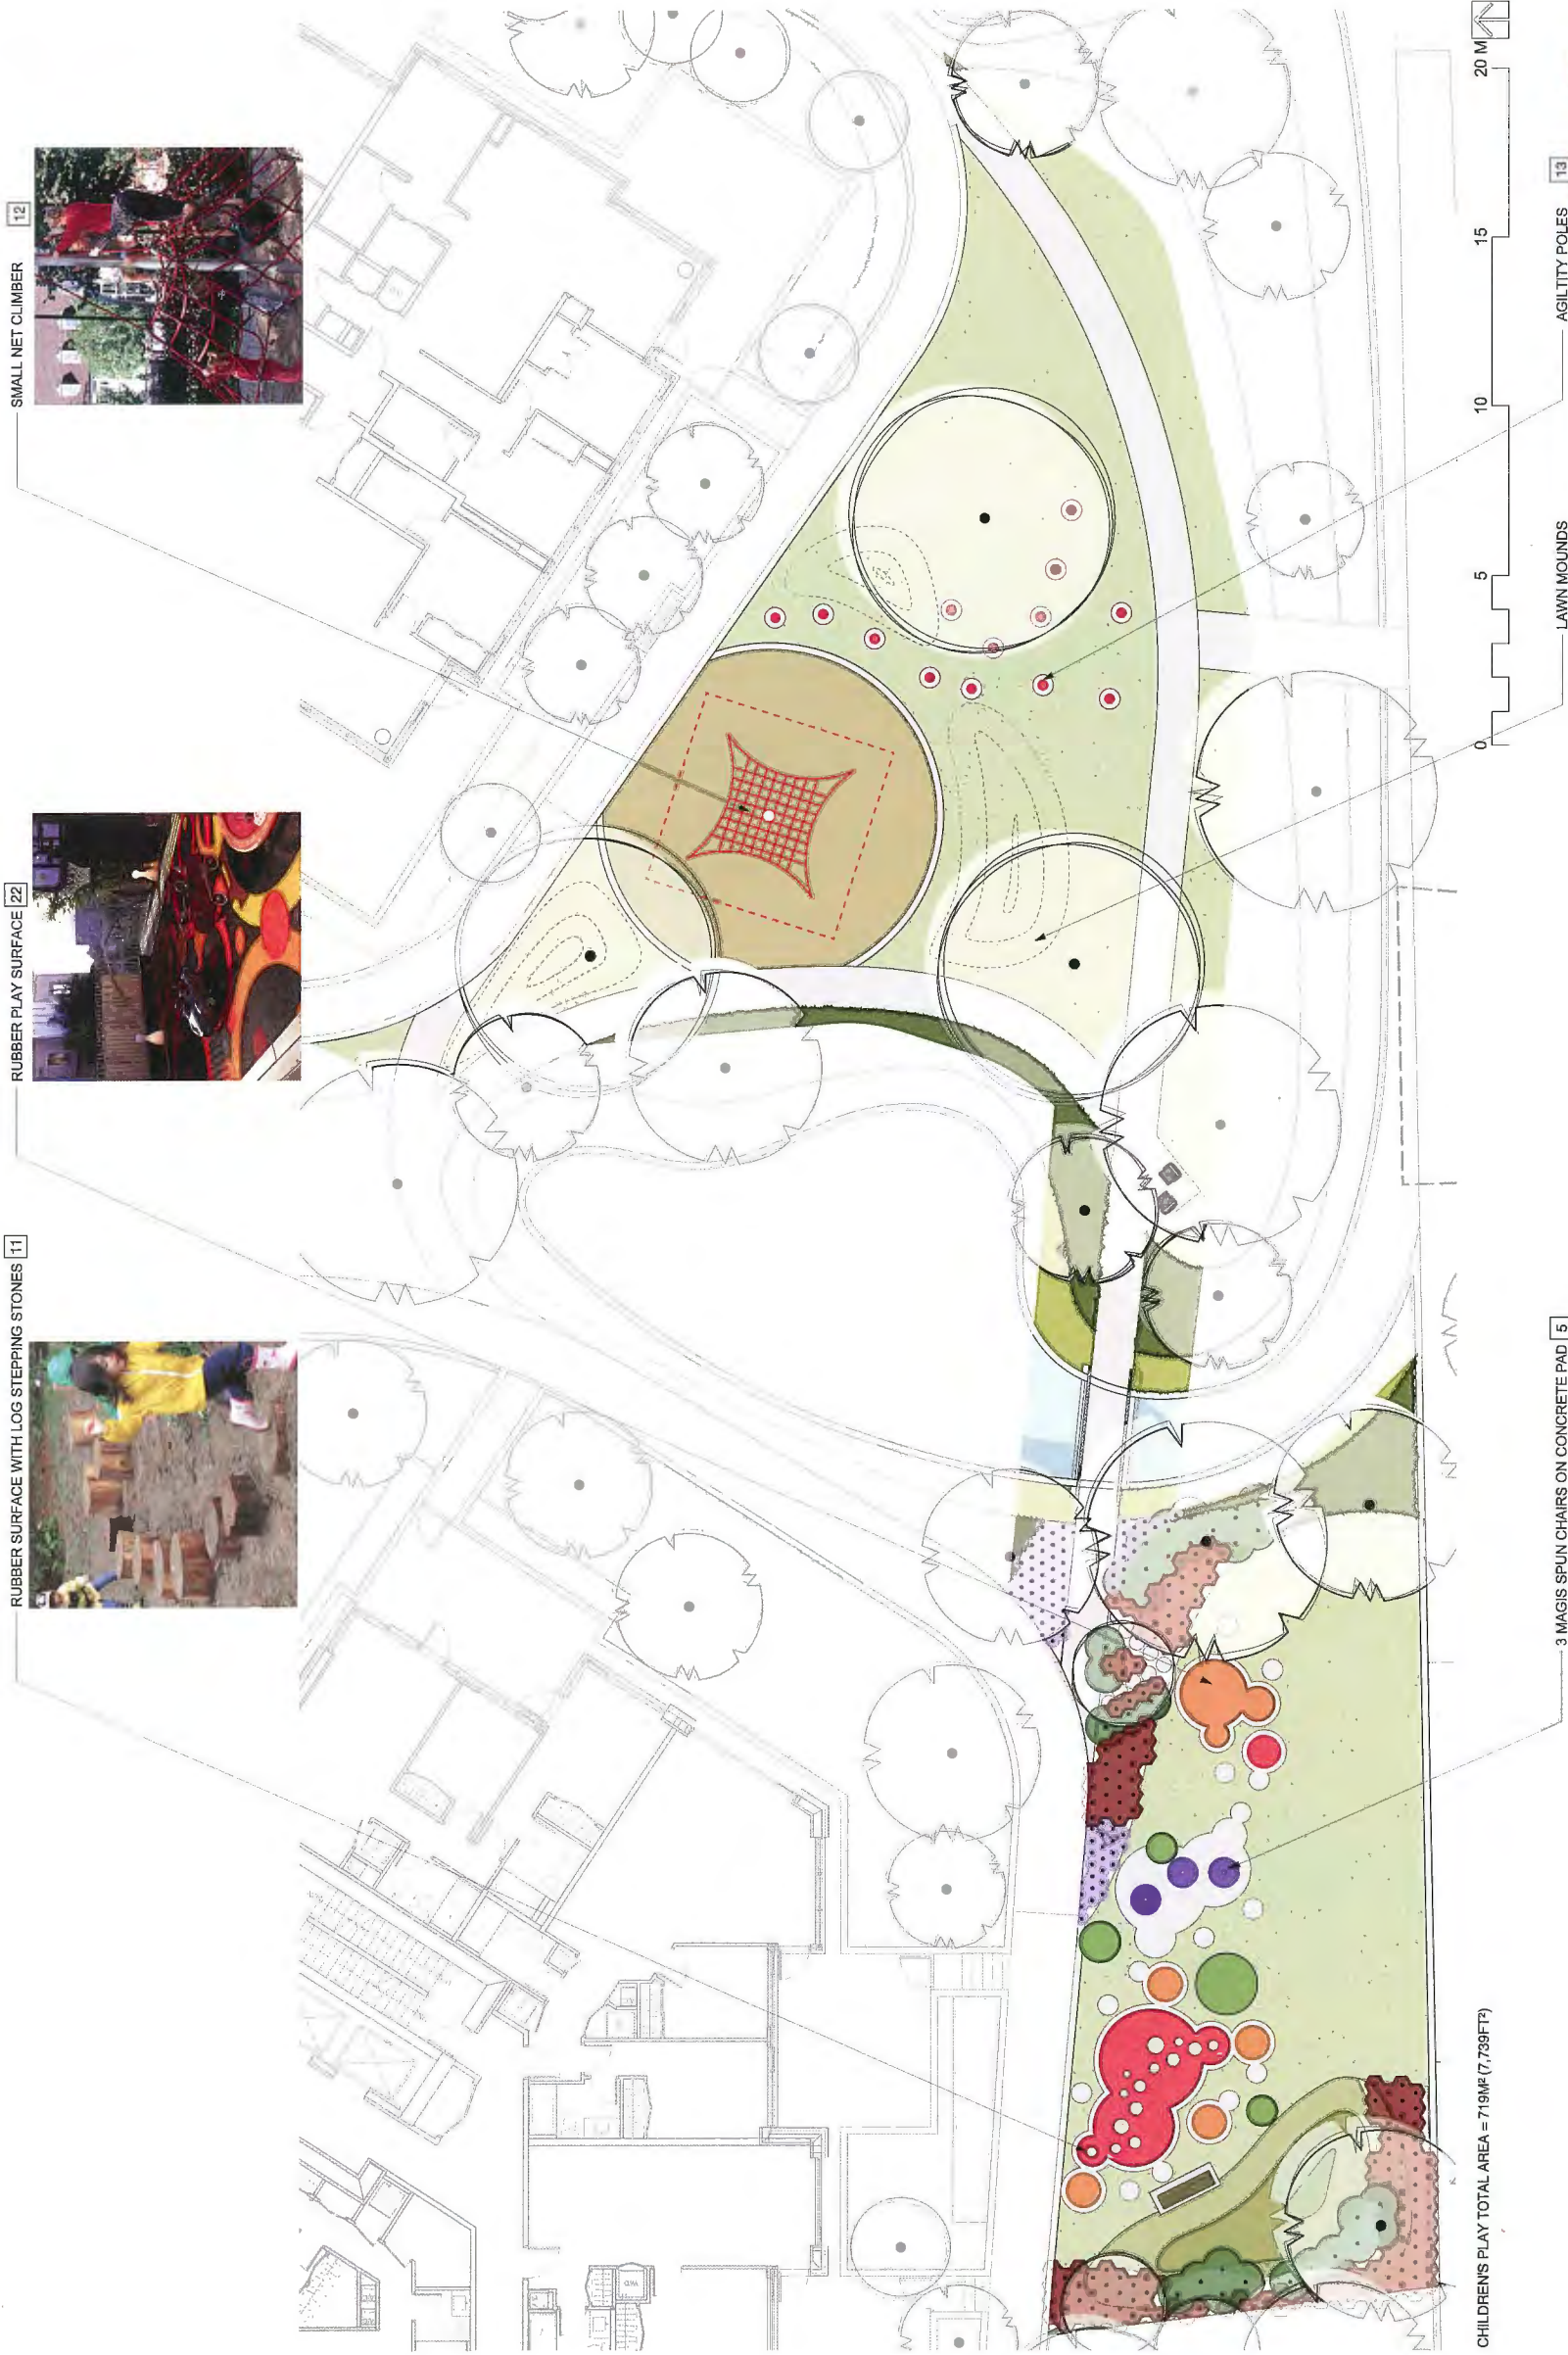 RUBBER SURFACE WITH LOG STEPPING STONES 11
RUBBER PLAY SURFACE 22
SMALL NET CLIMBER 12
CHILDREN'S PLAY TOTAL AREA = 719M² (7,739FT²)
0 5 10 15 20 M
3 MAGIS SPUN CHAIRS ON CONCRETE PAD 5
LAWN MOUNDS
AGILTITY POLES 13